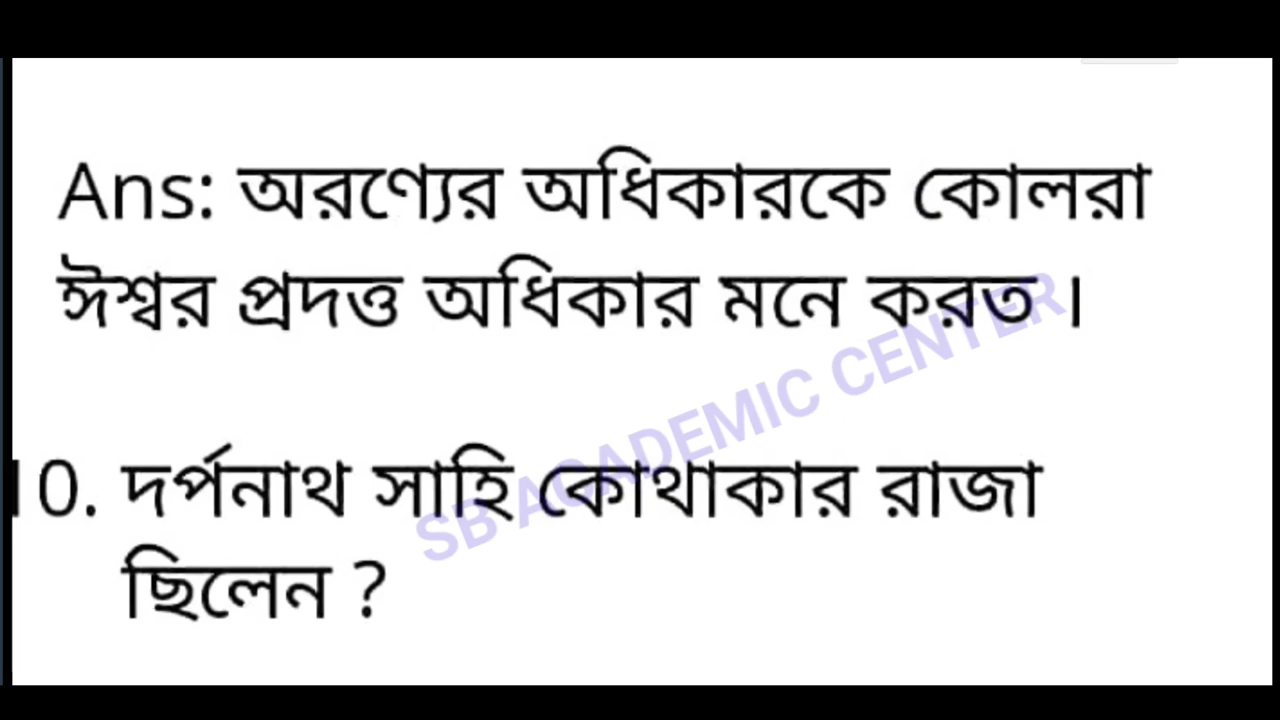 Ans: অরণ্যের অধিকারকে কোলরা
ঈশ্বর প্রদত্ত অধিকার মনে করত ।
SB ACADEMIC CENTER
10. দর্পনাথ সাহি কোথাকার রাজা
ছিলেন ?